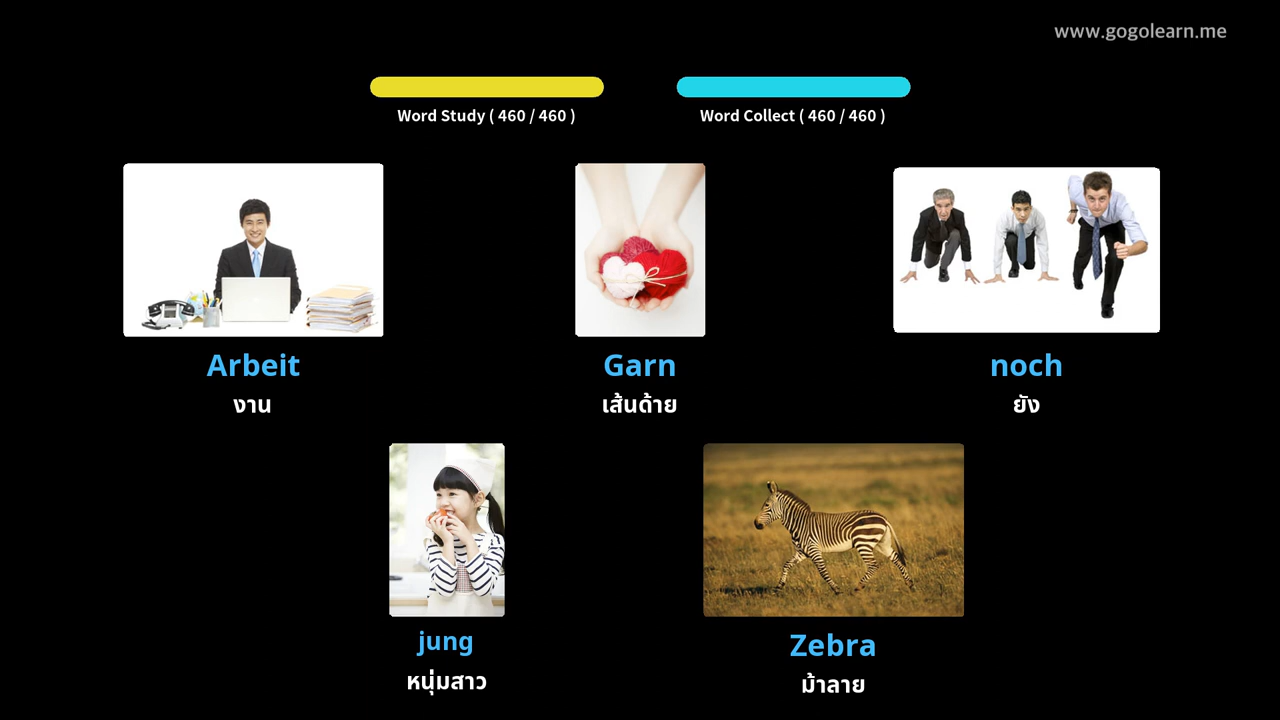 www.gogolearn.me
Word Study ( 460 / 460 )
Word Collect ( 460 / 460 )
Arbeit
งาน
Garn
เส้นด้าย
noch
ยัง
jung
หนุ่มสาว
Zebra
ม้าลาย